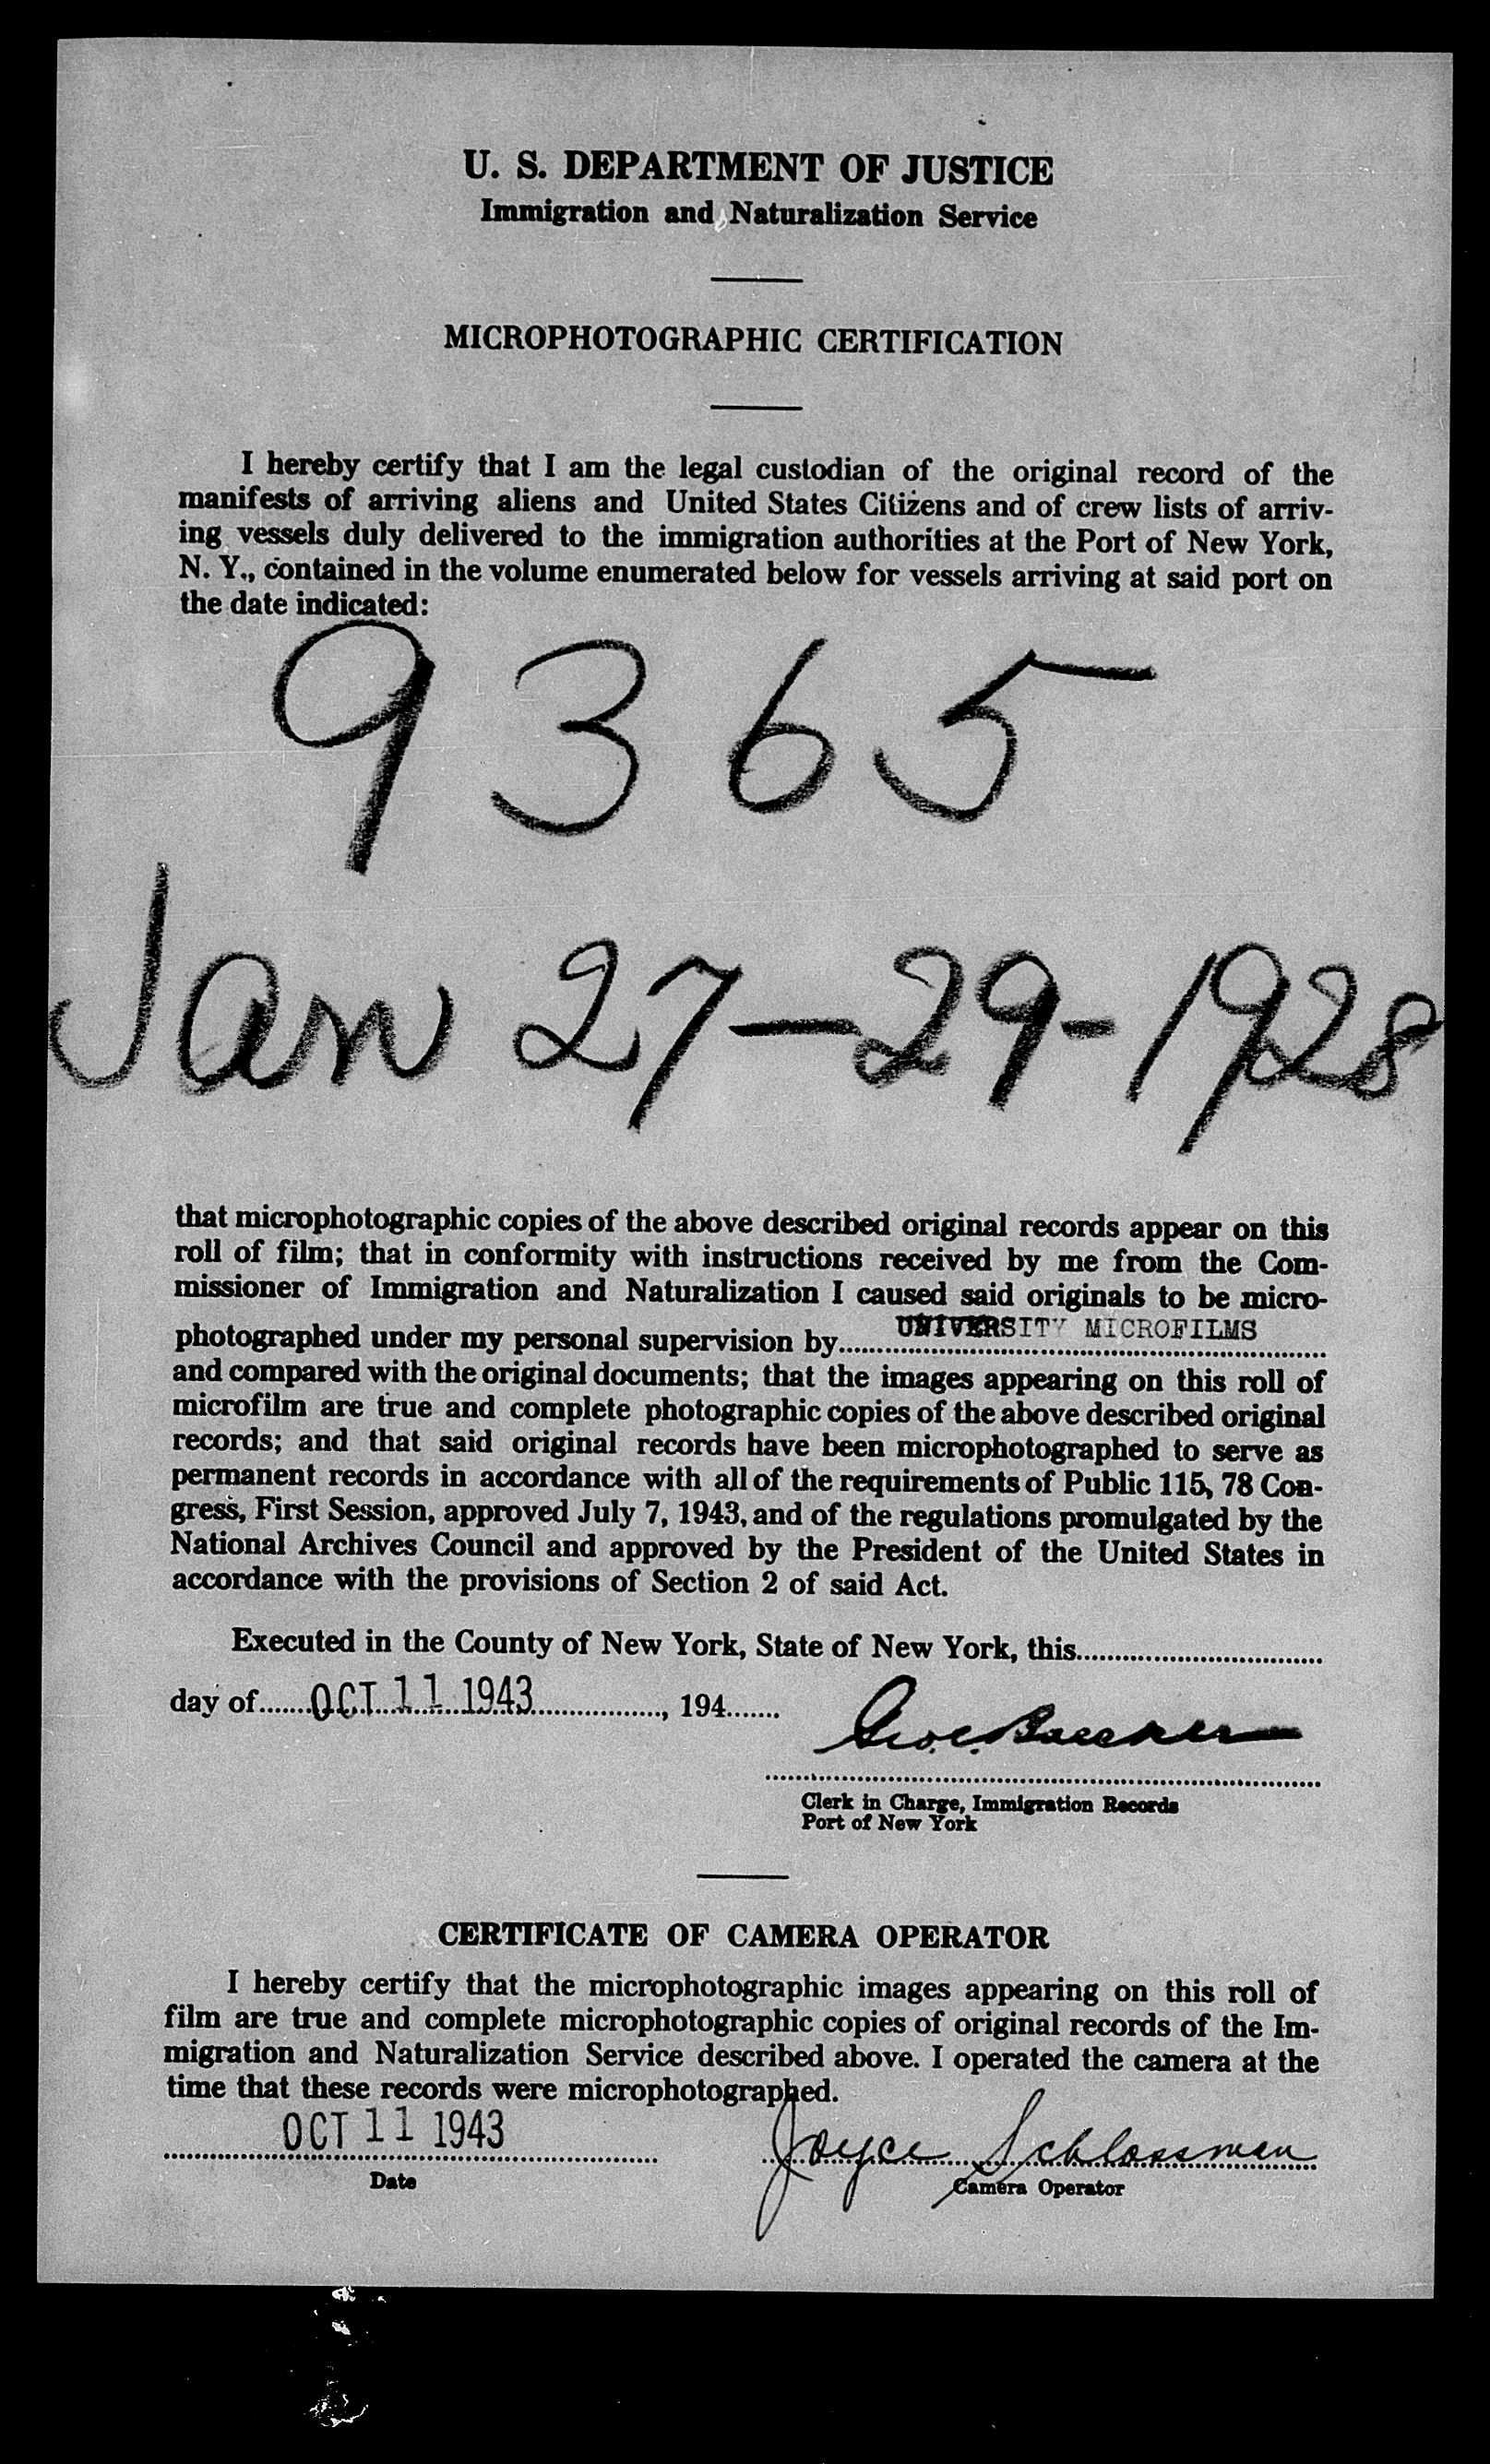 U. S. DEPARTMENT OF JUSTICE
Immigration and Naturalization Service
MICROPHOTOGRAPHIC CERTIFICATION
I hereby certify that I am the legal custodian of the original record of the
manifests of arriving aliens and United States Citizens and of crew lists of arriv-
ing vessels duly delivered to the immigration authorities at the Port of New York,
N. Y., contained in the volume enumerated below for vessels arriving at said port on
the date indicated:
9365
Jan 27-29-1928
that microphotographic copies of the above described original records appear on this
roll of film; that in conformity with instructions received by me from the Com-
missioner of Immigration and Naturalization I caused said originals to be micro-
photographed under my personal supervision by UNIVERSITY MICROFILMS
and compared with the original documents; that the images appearing on this roll of
microfilm are true and complete photographic copies of the above described original
records; and that said original records have been microphotographed to serve as
permanent records in accordance with all of the requirements of Public 115, 78 Con-
gress, First Session, approved July 7, 1943, and of the regulations promulgated by the
National Archives Council and approved by the President of the United States in
accordance with the provisions of Section 2 of said Act.
Executed in the County of New York, State of New York, this
day of OCT 11 1943, 194
Clerk in Charge, Immigration Records
Port of New York
CERTIFICATE OF CAMERA OPERATOR
I hereby certify that the microphotographic images appearing on this roll of
film are true and complete microphotographic copies of original records of the Im-
migration and Naturalization Service described above. I operated the camera at the
time that these records were microphotographed.
OCT 11 1943 Joyce Schlossman
Date Camera Operator